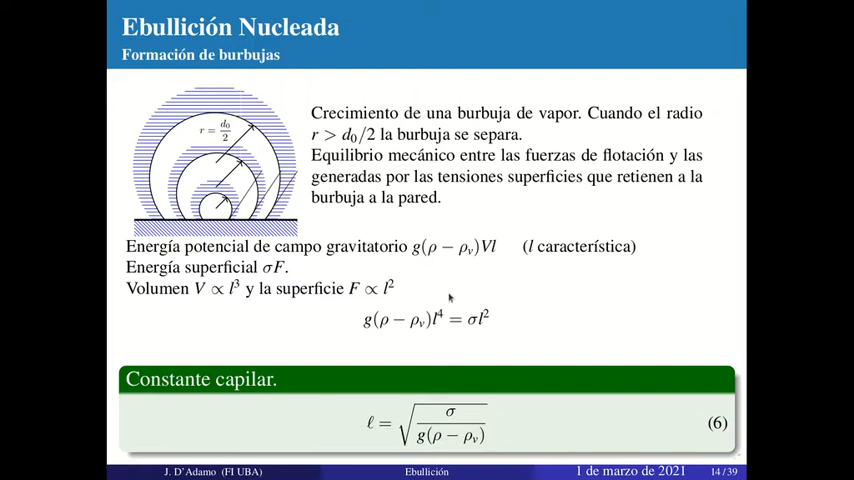 Ebullición Nucleada
Formación de burbujas
r = d₀/2
Crecimiento de una burbuja de vapor. Cuando el radio
r > d₀/2 la burbuja se separa.
Equilibrio mecánico entre las fuerzas de flotación y las
generadas por las tensiones superficies que retienen a la
burbuja a la pared.
Energía potencial de campo gravitatorio g(ρ − ρᵥ)Vl (l característica)
Energía superficial σF.
Volumen V ∝ l³ y la superficie F ∝ l²
g(ρ − ρᵥ)l⁴ = σl²
Constante capilar.
ℓ = √(σ / g(ρ − ρᵥ)) (6)
J. D'Adamo (FI UBA) Ebullición 1 de marzo de 2021 14 / 39